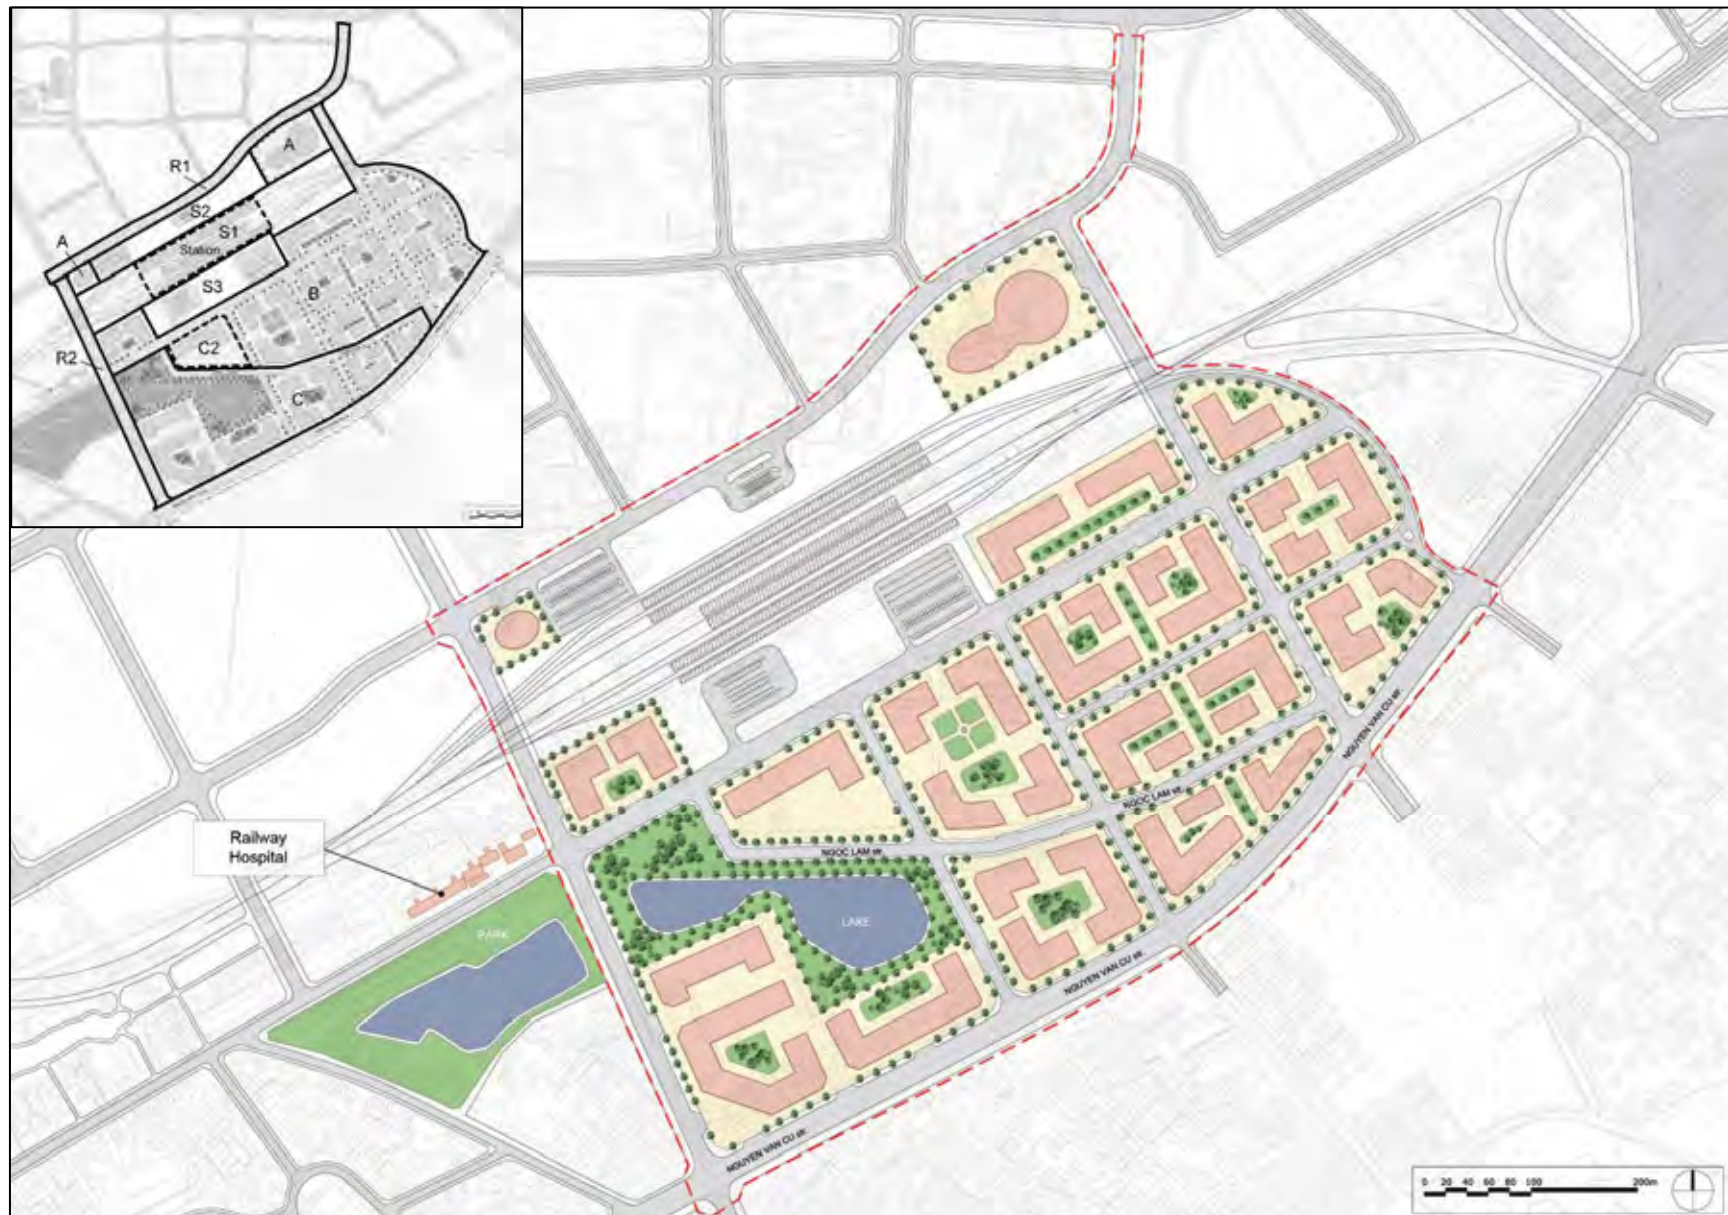 A
R1
S2
S1
A
Station
S3
B
R2
C2
C
NGUYEN VAN CU str.
NGOC LAM str.
Railway
Hospital
NGOC LAM str.
LAKE
PARK
NGUYEN VAN CU str.
NGUYEN VAN CU str.
0 20 40 60 80 100 200m